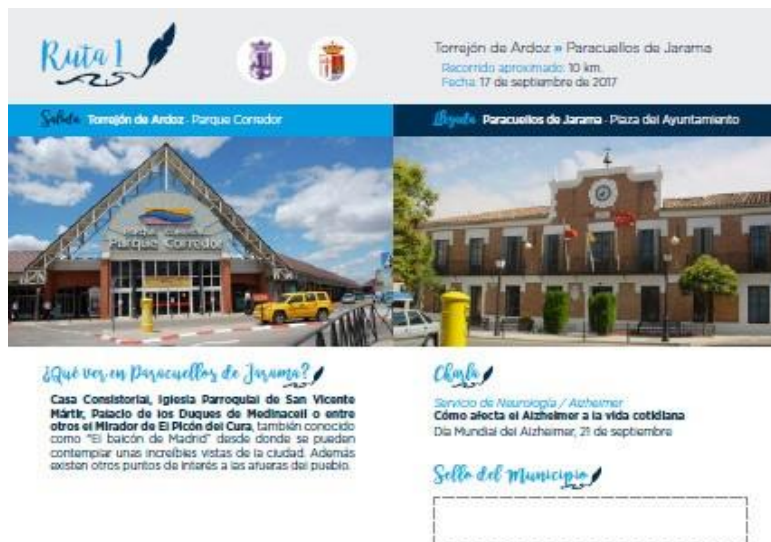 Ruta 1
Torrejón de Ardoz » Paracuellos de Jarama
Recorrido aproximado: 10 km.
Fecha: 17 de septiembre de 2017
Salida Torrejón de Ardoz - Parque Corredor
Llegada Paracuellos de Jarama - Plaza del Ayuntamiento
Parque Corredor
Parque Corredor
¿Qué ver en Paracuellos de Jarama?
Casa Consistorial, Iglesia Parroquial de San Vicente
Mártir, Palacio de los Duques de Medinaceli o entre
otros el Mirador de El Picón del Cura, también conocido
como "El balcón de Madrid" desde donde se pueden
contemplar unas increíbles vistas de la ciudad. Además
existen otros puntos de interés a las afueras del pueblo.
Charla
Servicio de Neurología / Alzheimer
Cómo afecta el Alzheimer a la vida cotidiana
Día Mundial del Alzheimer, 21 de septiembre
Sello del Municipio